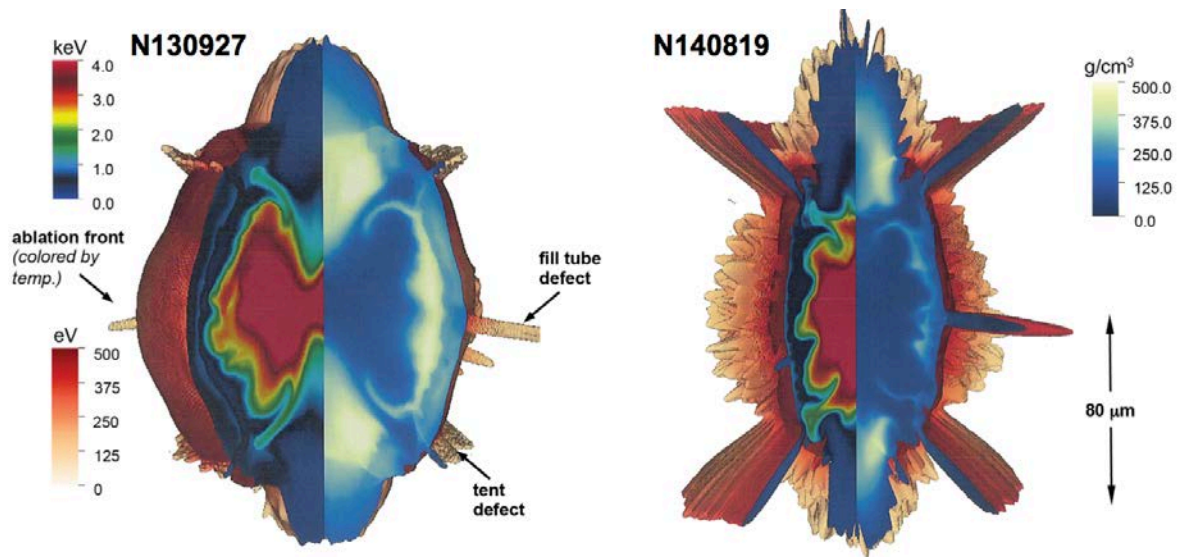 N130927
keV
4.0
3.0
2.0
1.0
0.0
ablation front
(colored by
temp.)
eV
500
375
250
125
0
fill tube
defect
tent
defect
N140819
g/cm³
500.0
375.0
250.0
125.0
0.0
80 μm